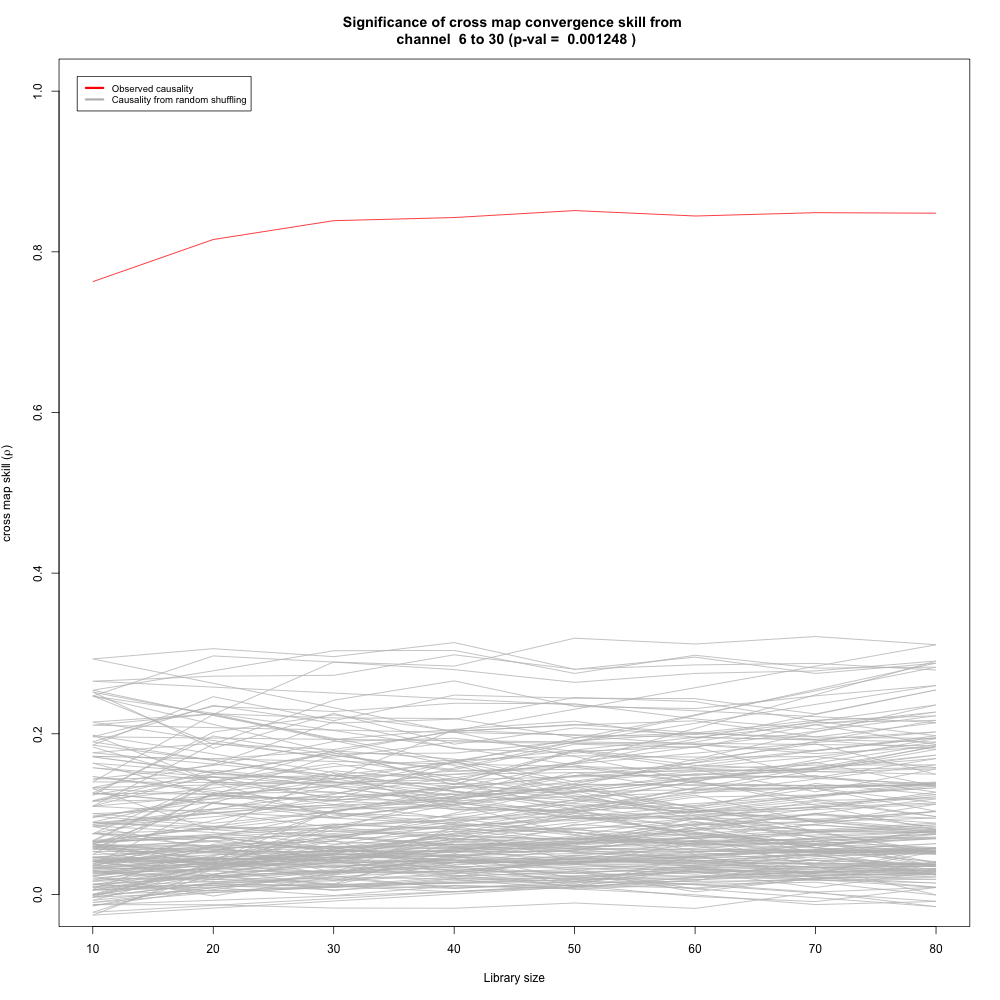 Significance of cross map convergence skill from
channel  6 to 30 (p-val =  0.001248 )
Observed causality
Causality from random shuffling
cross map skill (ρ)
1.0
0.8
0.6
0.4
0.2
0.0
10 20 30 40 50 60 70 80
Library size